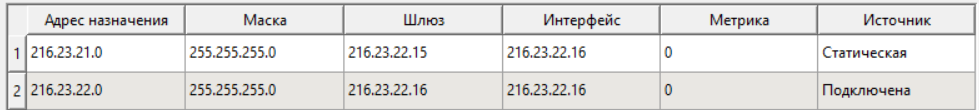 Адрес назначения Маска Шлюз Интерфейс Метрика Источник
1 216.23.21.0 255.255.255.0 216.23.22.15 216.23.22.16 0 Статическая
2 216.23.22.0 255.255.255.0 216.23.22.16 216.23.22.16 0 Подключена